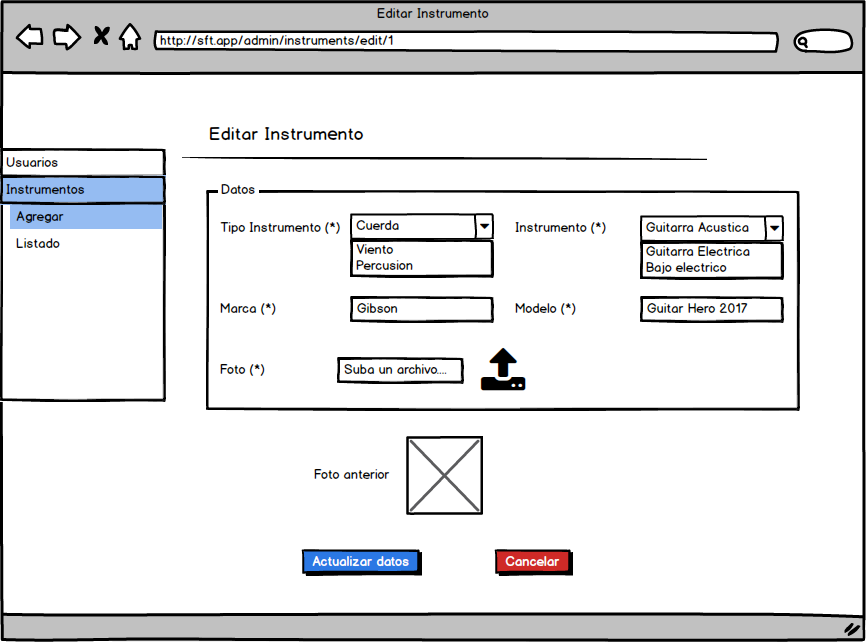 Editar Instrumento
http://sft.app/admin/instruments/edit/1
Editar Instrumento
Usuarios
Instrumentos
Agregar
Listado
Datos
Tipo Instrumento (*) Cuerda Instrumento (*) Guitarra Acustica
Viento Guitarra Electrica
Percusion Bajo electrico
Marca (*) Gibson Modelo (*) Guitar Hero 2017
Foto (*) Suba un archivo....
Foto anterior
Actualizar datos Cancelar